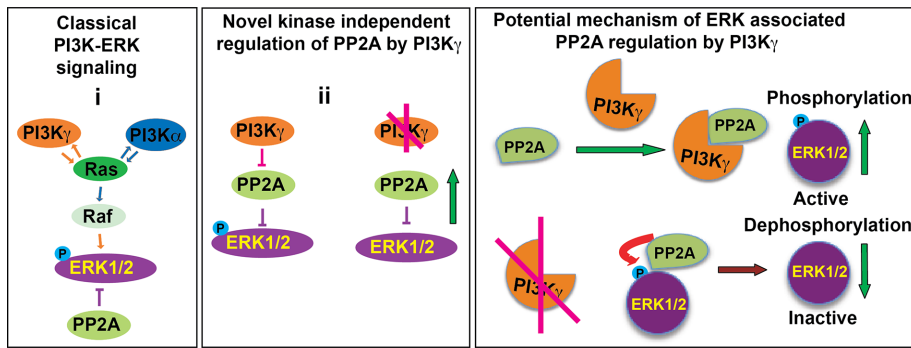 Classical
PI3K-ERK
signaling
i
PI3Kγ
PI3Kα
Ras
Raf
P
ERK1/2
PP2A
Novel kinase independent
regulation of PP2A by PI3Kγ
ii
PI3Kγ
PI3Kγ
PP2A
PP2A
P
ERK1/2
ERK1/2
Potential mechanism of ERK associated
PP2A regulation by PI3Kγ
PI3Kγ
PP2A
PP2A
PI3Kγ
Phosphorylation
P
ERK1/2
Active
PI3Kγ
PP2A
P
ERK1/2
Dephosphorylation
ERK1/2
Inactive